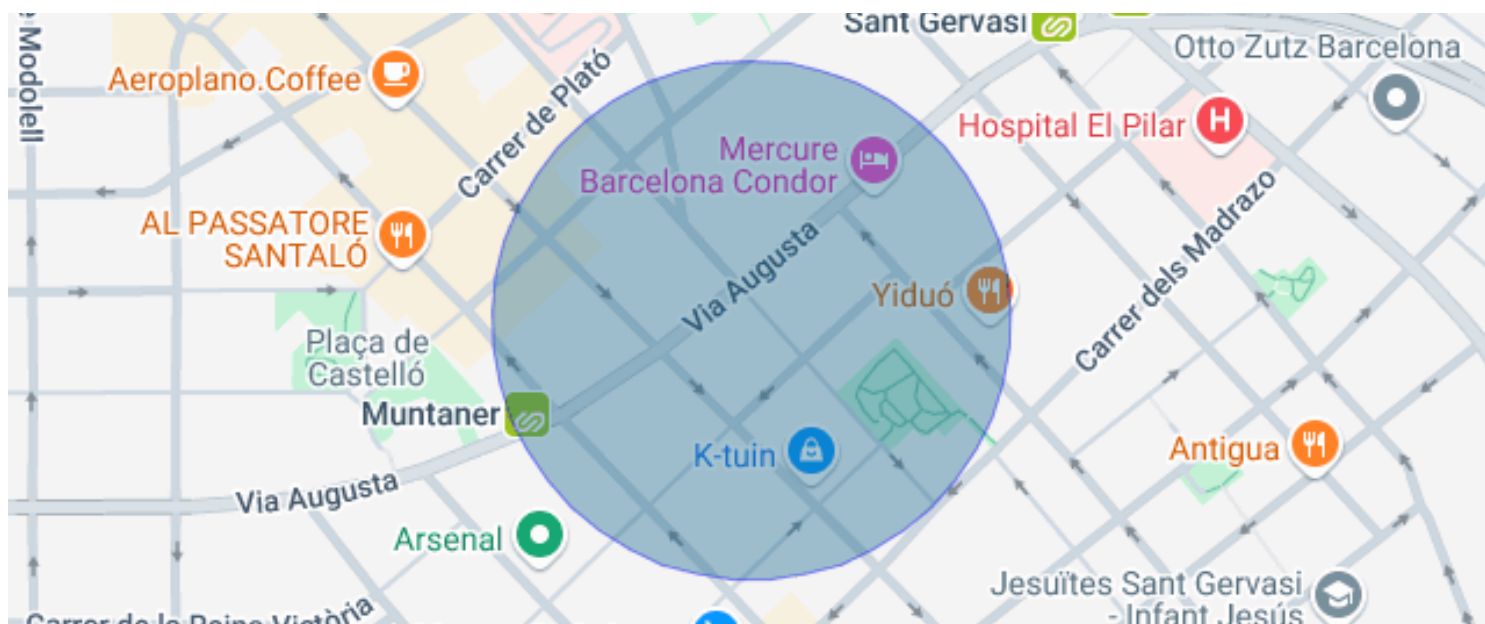 Sant Gervasi
Otto Zutz Barcelona
Modolell
Aeroplano.Coffee
Carrer de Plató
Hospital El Pilar
Mercure
Barcelona Condor
AL PASSATORE
SANTALÓ
Carrer dels Madrazo
Via Augusta
Yiduó
Plaça de
Castelló
Muntaner
K-tuin
Antigua
Via Augusta
Arsenal
Jesuïtes Sant Gervasi
- Infant Jesús
Carrer de la Reina Victòria